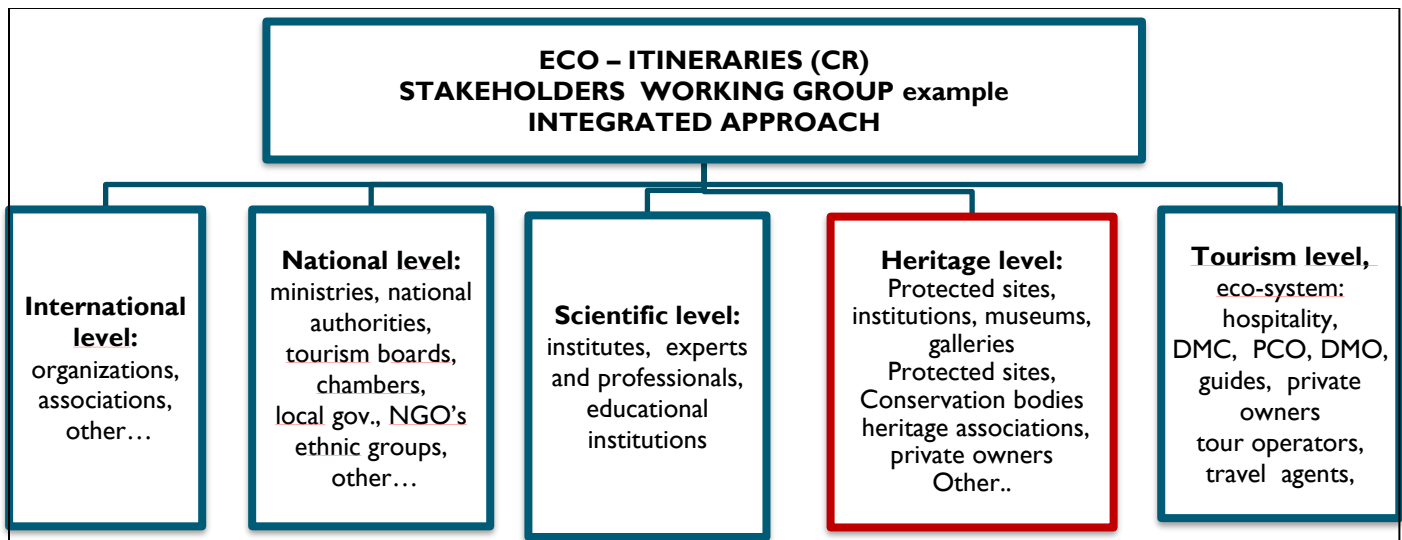 ECO – ITINERARIES (CR)
STAKEHOLDERS WORKING GROUP example
INTEGRATED APPROACH
International
level:
organizations,
associations,
other…
National level:
ministries, national
authorities,
tourism boards,
chambers,
local gov., NGO's
ethnic groups,
other…
Scientific level:
institutes, experts
and professionals,
educational
institutions
Heritage level:
Protected sites,
institutions, museums,
galleries
Protected sites,
Conservation bodies
heritage associations,
private owners
Other..
Tourism level,
eco-system:
hospitality,
DMC, PCO, DMO,
guides, private
owners
tour operators,
travel agents,